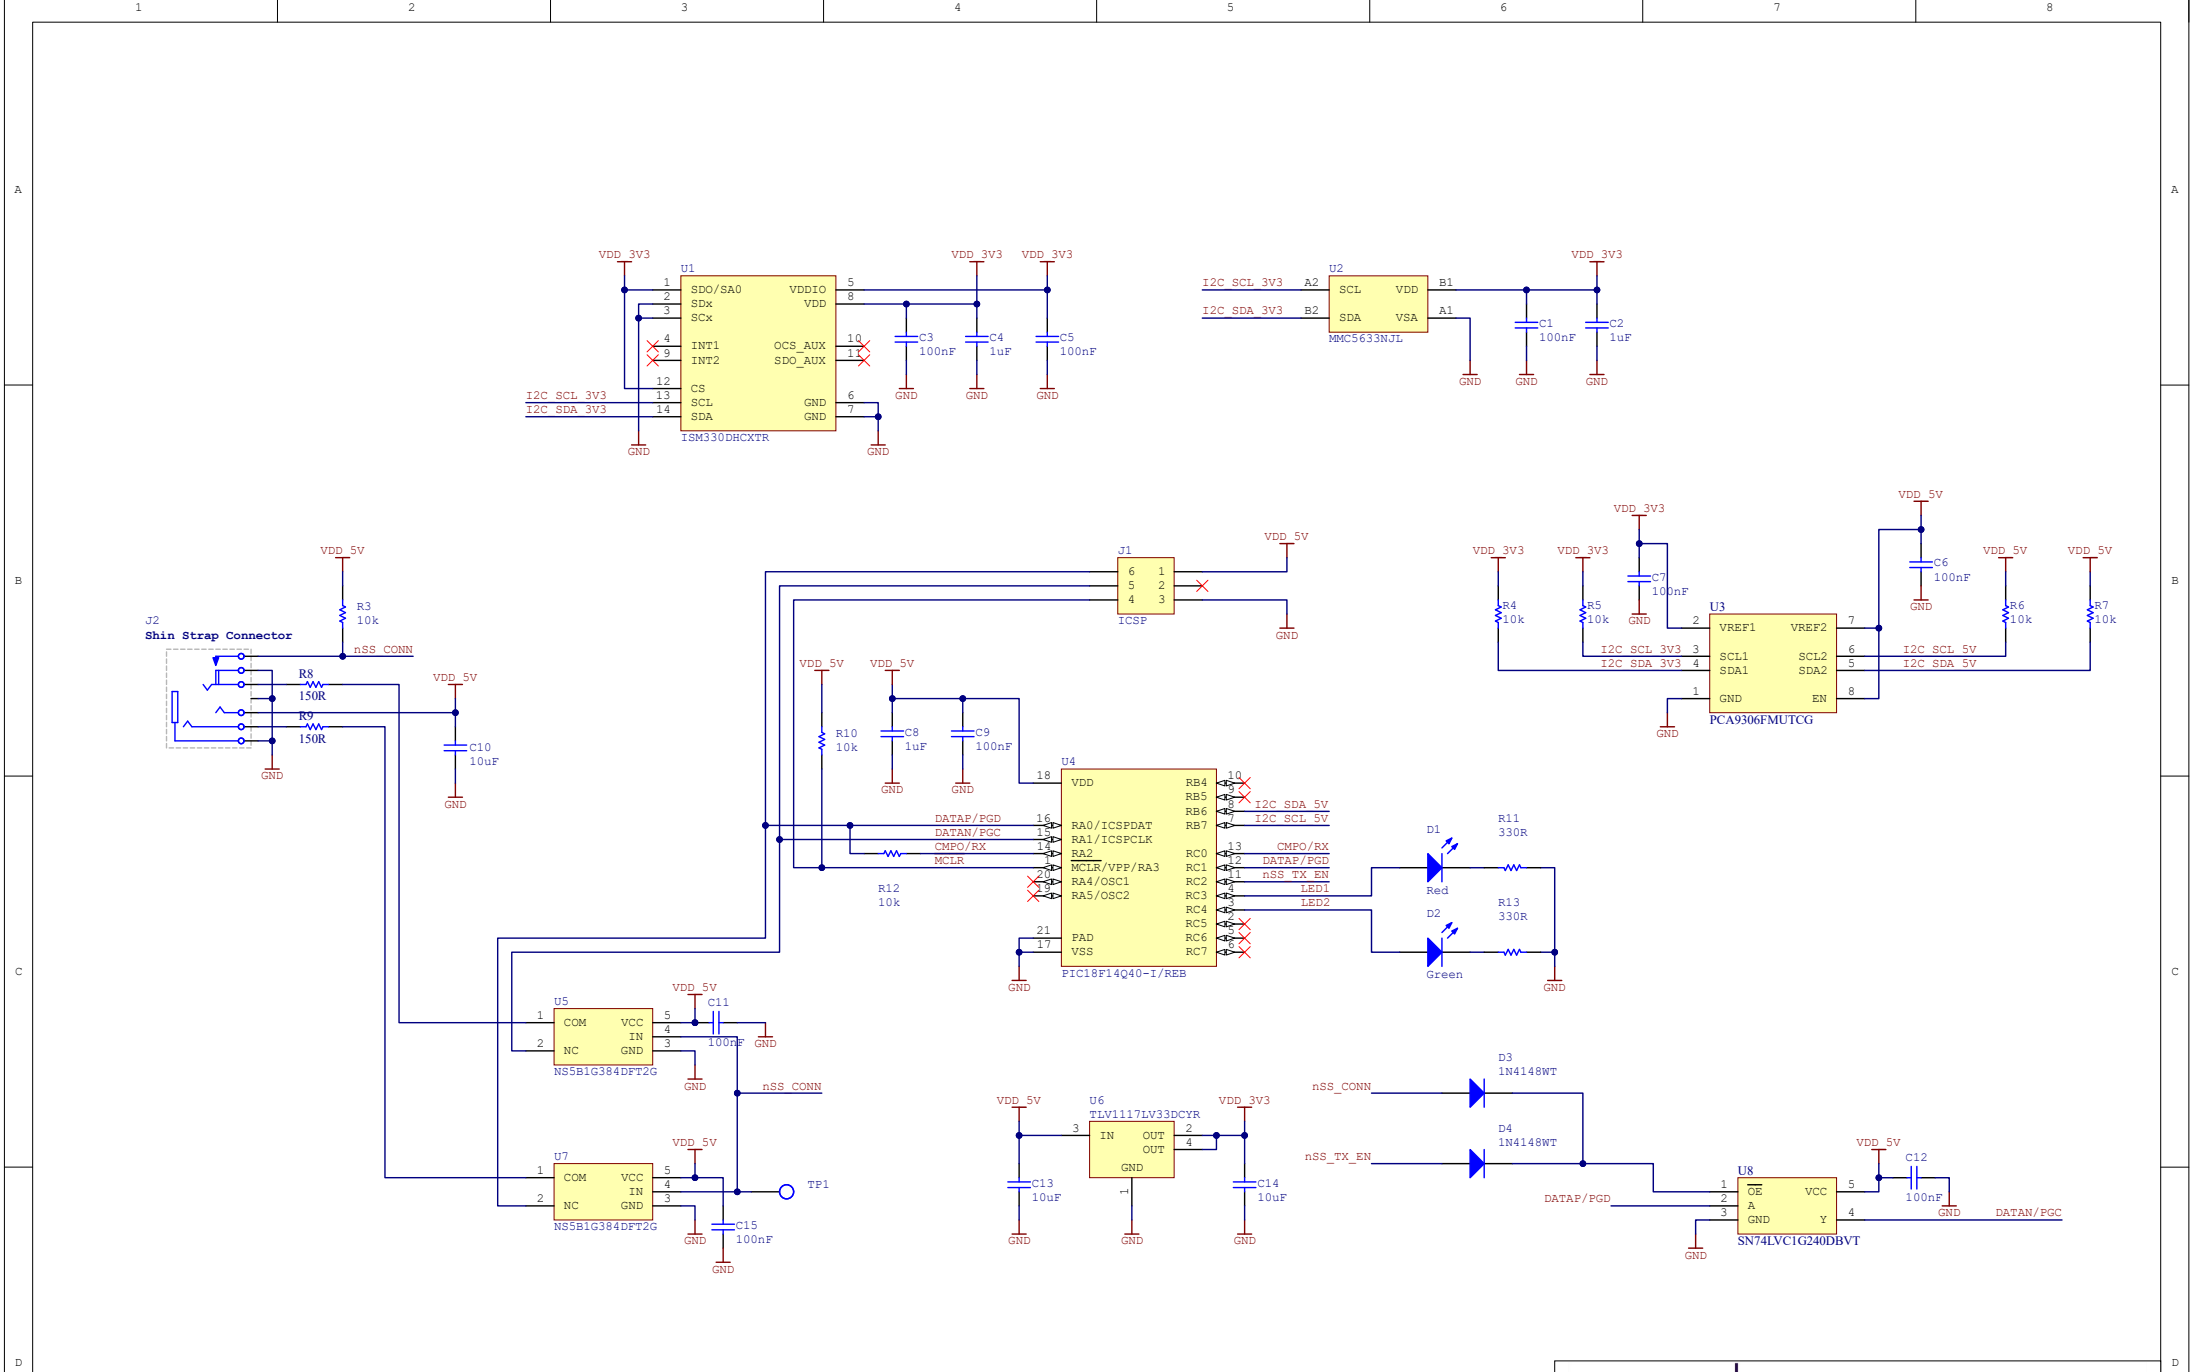 1 2 3 4 5 6 7 8
A A
VDD_3V3 VDD_3V3 VDD_3V3 VDD_3V3
U1
1 SDO/SA0 VDDIO 5
2 SDx VDD 8
3 SCx
4 INT1 OCS_AUX 10
9 INT2 SDO_AUX 11
12 CS
I2C_SCL_3V3 13 SCL GND 6
I2C_SDA_3V3 14 SDA GND 7
ISM330DHCXTR
GND GND
C3
100nF
GND
C4
1uF
GND
C5
100nF
GND
U2
I2C_SCL_3V3 A2 SCL VDD B1
I2C_SDA_3V3 B2 SDA VSA A1
MMC5633NJL
GND
C1
100nF
GND
C2
1uF
GND
B B
VDD_5V
R3
10k
J2
Shin Strap Connector
nSS_CONN
R8
150R
R9
150R
GND
VDD_5V
C10
10uF
GND
J1
6 1
5 2
4 3
ICSP
VDD_5V
GND
VDD_3V3
C7
100nF
GND
VDD_5V
C6
100nF
GND
VDD_3V3
R4
10k
VDD_3V3
R5
10k
VDD_5V
R6
10k
VDD_5V
R7
10k
U3
2 VREF1 VREF2 7
I2C_SCL_3V3 3 SCL1 SCL2 6 I2C_SCL_5V
I2C_SDA_3V3 4 SDA1 SDA2 5 I2C_SDA_5V
1 GND EN 8
PCA9306FMUTCG
GND
VDD_5V
R10
10k
VDD_5V
C8
1uF
GND
C9
100nF
GND
U4
18 VDD RB4 10
RB5 9
RB6 8 I2C_SDA_5V
DATAP/PGD 16 RA0/ICSPDAT RB7 7 I2C_SCL_5V
DATAN/PGC 15 RA1/ICSPCLK
CMPO/RX 14 RA2 RC0 13 CMPO/RX
MCLR 1 MCLR/VPP/RA3 RC1 12 DATAP/PGD
20 RA4/OSC1 RC2 11 nSS_TX_EN
19 RA5/OSC2 RC3 4 LED1
RC4 3 LED2
RC5 2
21 PAD RC6 5
17 VSS RC7 6
PIC18F14Q40-I/REB
GND
R12
10k
D1
Red
R11
330R
D2
Green
R13
330R
GND
C C
U5
1 COM VCC 5
IN 4
2 NC GND 3
NS5B1G384DFT2G
VDD_5V
C11
100nF
GND
GND
nSS_CONN
U7
1 COM VCC 5
IN 4
2 NC GND 3
NS5B1G384DFT2G
VDD_5V
TP1
GND
C15
100nF
GND
VDD_5V
U6
TLV1117LV33DCYR
VDD_3V3
3 IN OUT 2
OUT 4
GND
1
C13
10uF
GND
GND
C14
10uF
GND
D3
1N4148WT
nSS_CONN
D4
1N4148WT
nSS_TX_EN
VDD_5V
C12
100nF
GND
U8
1 OE VCC 5
DATAP/PGD 2 A
3 GND Y 4 DATAN/PGC
SN74LVC1G240DBVT
GND
D D